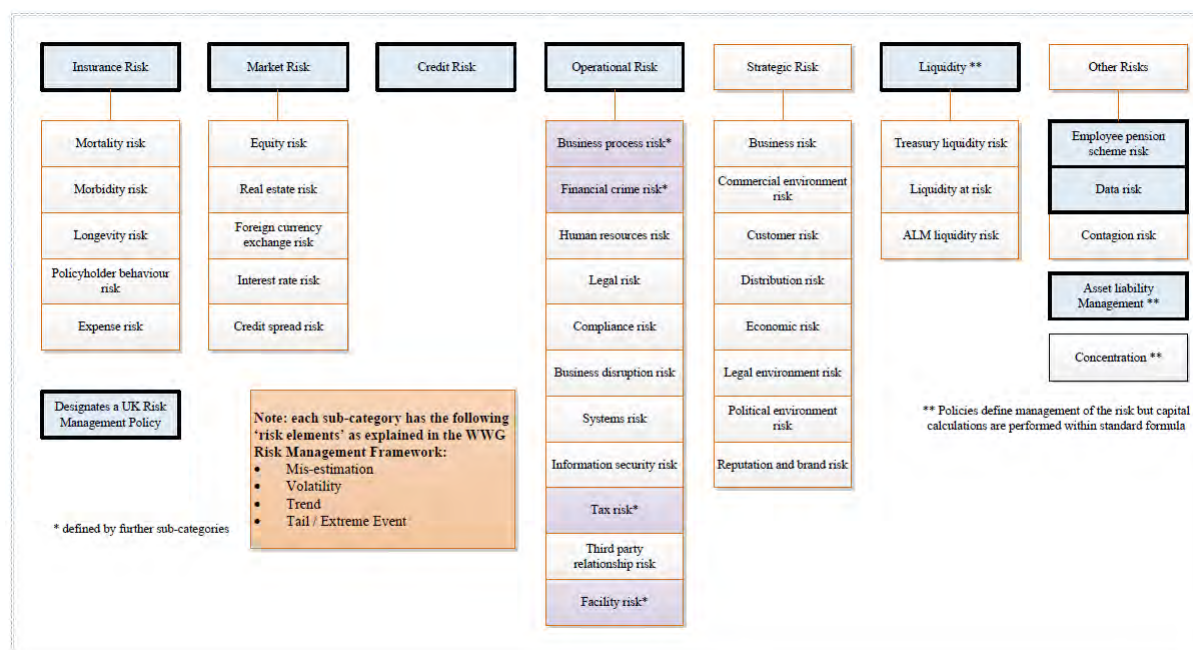 Insurance Risk
Mortality risk
Morbidity risk
Longevity risk
Policyholder behaviour
risk
Expense risk
Market Risk
Equity risk
Real estate risk
Foreign currency
exchange risk
Interest rate risk
Credit spread risk
Credit Risk
Operational Risk
Business process risk*
Financial crime risk*
Human resources risk
Legal risk
Compliance risk
Business disruption risk
Systems risk
Information security risk
Tax risk*
Third party
relationship risk
Facility risk*
Strategic Risk
Business risk
Commercial environment
risk
Customer risk
Distribution risk
Economic risk
Legal environment risk
Political environment
risk
Reputation and brand risk
Liquidity **
Treasury liquidity risk
Liquidity at risk
ALM liquidity risk
Other Risks
Employee pension
scheme risk
Data risk
Contagion risk
Asset liability
Management **
Concentration **
Designates a UK Risk
Management Policy
* defined by further sub-categories
Note: each sub-category has the following
‘risk elements’ as explained in the WWG
Risk Management Framework:
• Mis-estimation
• Volatility
• Trend
• Tail / Extreme Event
** Policies define management of the risk but capital
calculations are performed within standard formula